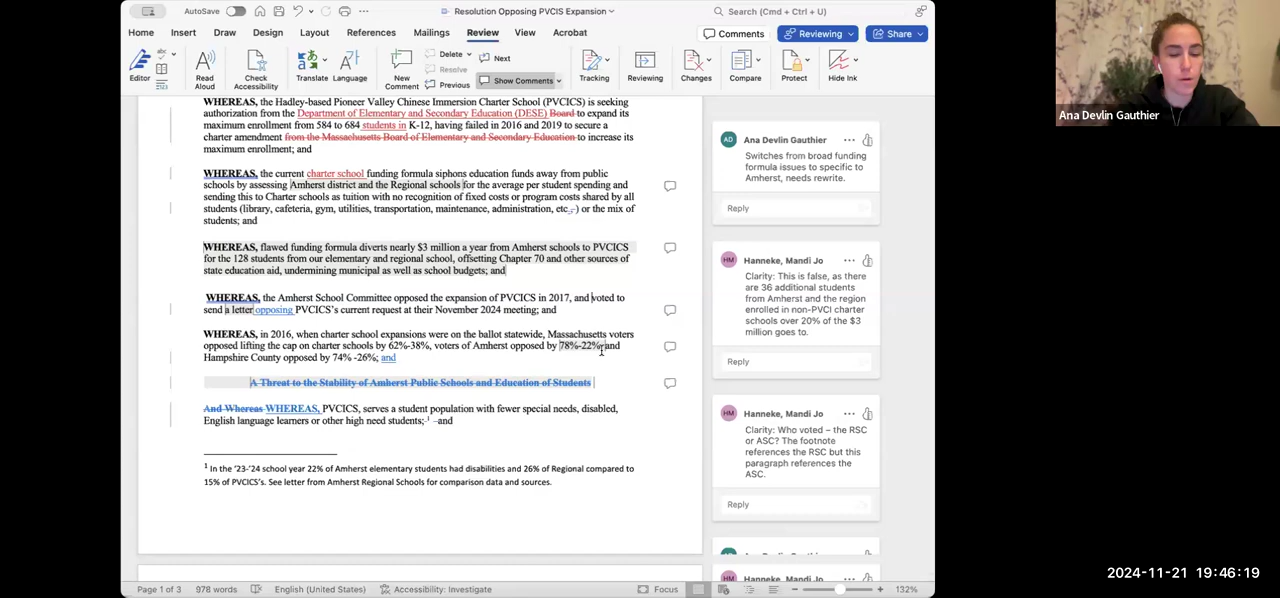 AutoSave
Resolution Opposing PVCIS Expansion
Search (Cmd + Ctrl + U)
Home
Insert
Draw
Design
Layout
References
Mailings
Review
View
Acrobat
Comments
Reviewing
Share
Editor
Read
Aloud
Check
Accessibility
Translate
Language
New
Comment
Delete
Resolve
Previous
Next
Show Comments
Tracking
Reviewing
Changes
Compare
Protect
Hide Ink
WHEREAS, the Hadley-based Pioneer Valley Chinese Immersion Charter School (PVCICS) is seeking
authorization from the Department of Elementary and Secondary Education (DESE) Board to expand its
maximum enrollment from 584 to 684 students in K-12, having failed in 2016 and 2019 to secure a
charter amendment from the Massachusetts Board of Elementary and Secondary Education to increase its
maximum enrollment; and
WHEREAS, the current charter school funding formula siphons education funds away from public
schools by assessing Amherst district and the Regional schools for the average per student spending and
sending this to Charter schools as tuition with no recognition of fixed costs or program costs shared by all
students (library, cafeteria, gym, utilities, transportation, maintenance, administration, etc.,) or the mix of
students; and
WHEREAS, flawed funding formula diverts nearly $3 million a year from Amherst schools to PVCICS
for the 128 students from our elementary and regional school, offsetting Chapter 70 and other sources of
state education aid, undermining municipal as well as school budgets; and
WHEREAS, the Amherst School Committee opposed the expansion of PVCICS in 2017, and voted to
send a letter opposing PVCICS's current request at their November 2024 meeting; and
WHEREAS, in 2016, when charter school expansions were on the ballot statewide, Massachusetts voters
opposed lifting the cap on charter schools by 62%-38%, voters of Amherst opposed by 78%-22%, and
Hampshire County opposed by 74% -26%; and
A Threat to the Stability of Amherst Public Schools and Education of Students
And Whereas WHEREAS, PVCICS, serves a student population with fewer special needs, disabled,
English language learners or other high need students; 1 and
1 In the '23-'24 school year 22% of Amherst elementary students had disabilities and 26% of Regional compared to
15% of PVCICS's. See letter from Amherst Regional Schools for comparison data and sources.
AD
Ana Devlin Gauthier
Switches from broad funding
formula issues to specific to
Amherst, needs rewrite.
Reply
HM
Hanneke, Mandi Jo
Clarity: This is false, as there
are 36 additional students
from Amherst and the region
enrolled in non-PVCI charter
schools over 20% of the $3
million goes to.
Reply
HM
Hanneke, Mandi Jo
Clarity: Who voted – the RSC
or ASC? The footnote
references the RSC but this
paragraph references the
ASC.
Reply
HM
Hanneke, Mandi Jo
Page 1 of 3
978 words
English (United States)
Accessibility: Investigate
Focus
132%
Ana Devlin Gauthier
2024-11-21 19:46:19